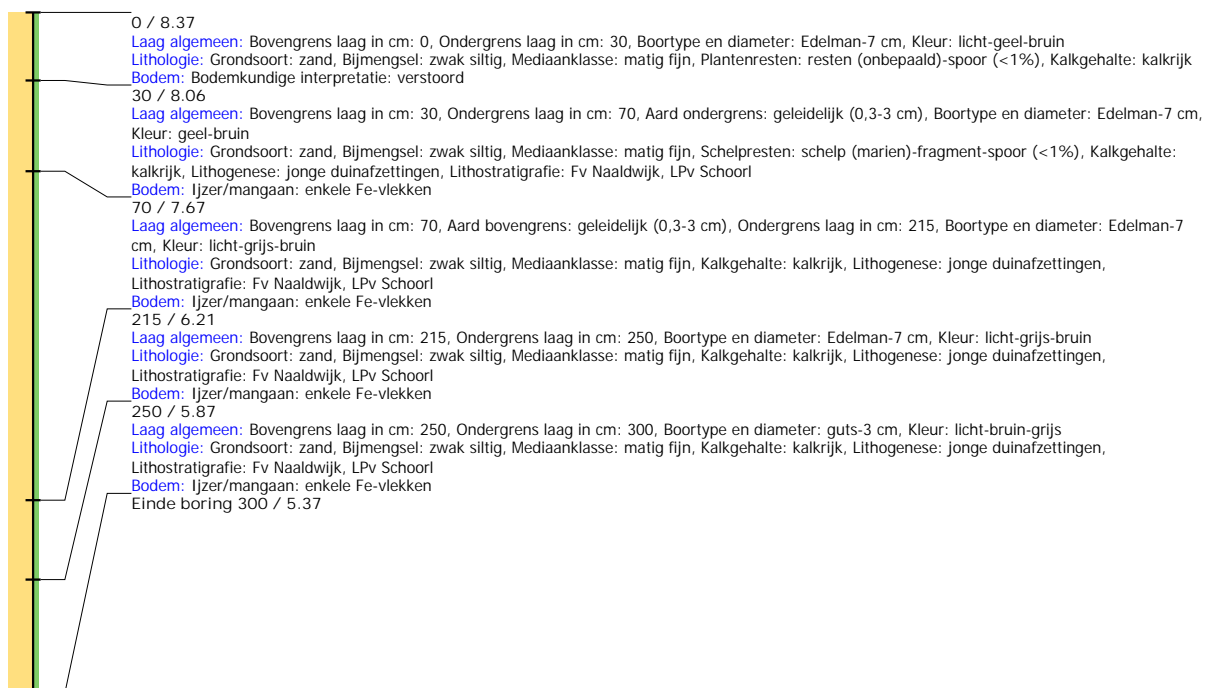 0 / 8.37
Laag algemeen: Bovengrens laag in cm: 0, Ondergrens laag in cm: 30, Boortype en diameter: Edelman-7 cm, Kleur: licht-geel-bruin
Lithologie: Grondsoort: zand, Bijmengsel: zwak siltig, Mediaanklasse: matig fijn, Plantenresten: resten (onbepaald)-spoor (<1%), Kalkgehalte: kalkrijk
Bodem: Bodemkundige interpretatie: verstoord
30 / 8.06
Laag algemeen: Bovengrens laag in cm: 30, Ondergrens laag in cm: 70, Aard ondergrens: geleidelijk (0,3-3 cm), Boortype en diameter: Edelman-7 cm,
Kleur: geel-bruin
Lithologie: Grondsoort: zand, Bijmengsel: zwak siltig, Mediaanklasse: matig fijn, Schelpresten: schelp (marien)-fragment-spoor (<1%), Kalkgehalte:
kalkrijk, Lithogenese: jonge duinafzettingen, Lithostratigrafie: Fv Naaldwijk, LPv Schoorl
Bodem: Ijzer/mangaan: enkele Fe-vlekken
70 / 7.67
Laag algemeen: Bovengrens laag in cm: 70, Aard bovengrens: geleidelijk (0,3-3 cm), Ondergrens laag in cm: 215, Boortype en diameter: Edelman-7
cm, Kleur: licht-grijs-bruin
Lithologie: Grondsoort: zand, Bijmengsel: zwak siltig, Mediaanklasse: matig fijn, Kalkgehalte: kalkrijk, Lithogenese: jonge duinafzettingen,
Lithostratigrafie: Fv Naaldwijk, LPv Schoorl
Bodem: Ijzer/mangaan: enkele Fe-vlekken
215 / 6.21
Laag algemeen: Bovengrens laag in cm: 215, Ondergrens laag in cm: 250, Boortype en diameter: Edelman-7 cm, Kleur: licht-grijs-bruin
Lithologie: Grondsoort: zand, Bijmengsel: zwak siltig, Mediaanklasse: matig fijn, Kalkgehalte: kalkrijk, Lithogenese: jonge duinafzettingen,
Lithostratigrafie: Fv Naaldwijk, LPv Schoorl
Bodem: Ijzer/mangaan: enkele Fe-vlekken
250 / 5.87
Laag algemeen: Bovengrens laag in cm: 250, Ondergrens laag in cm: 300, Boortype en diameter: guts-3 cm, Kleur: licht-bruin-grijs
Lithologie: Grondsoort: zand, Bijmengsel: zwak siltig, Mediaanklasse: matig fijn, Kalkgehalte: kalkrijk, Lithogenese: jonge duinafzettingen,
Lithostratigrafie: Fv Naaldwijk, LPv Schoorl
Bodem: Ijzer/mangaan: enkele Fe-vlekken
Einde boring 300 / 5.37